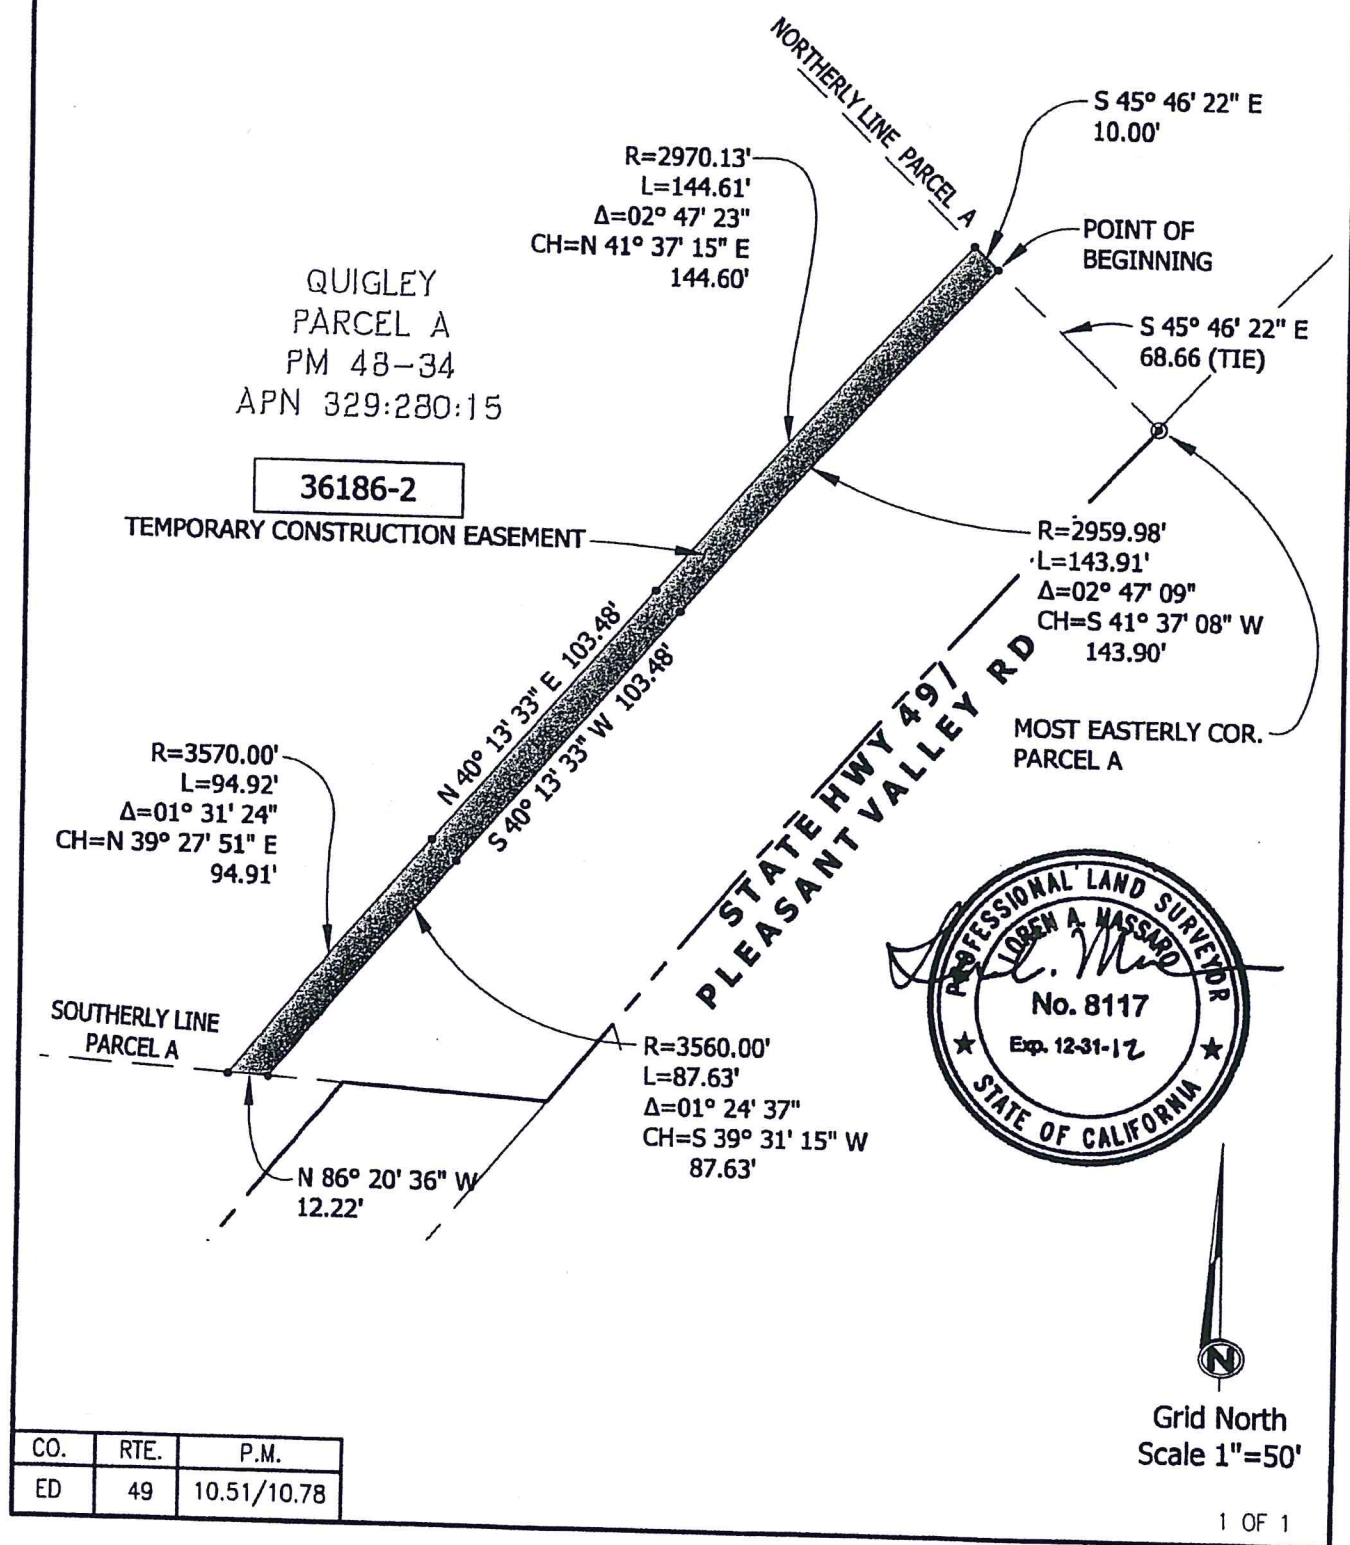 NORTHERLY LINE PARCEL A
S 45° 46' 22" E
10.00'
R=2970.13'
L=144.61'
Δ=02° 47' 23"
CH=N 41° 37' 15" E
144.60'
POINT OF
BEGINNING
S 45° 46' 22" E
68.66 (TIE)
QUIGLEY
PARCEL A
PM 48-34
APN 329:280:15
36186-2
TEMPORARY CONSTRUCTION EASEMENT
R=2959.98'
L=143.91'
Δ=02° 47' 09"
CH=S 41° 37' 08" W
143.90'
N 40° 13' 33" E 103.48'
S 40° 13' 33" W 103.48'
MOST EASTERLY COR.
PARCEL A
STATE HWY 49/
PLEASANT VALLEY RD
R=3570.00'
L=94.92'
Δ=01° 31' 24"
CH=N 39° 27' 51" E
94.91'
PROFESSIONAL LAND SURVEYOR
LOREN A. MASSARO
No. 8117
Exp. 12-31-12
STATE OF CALIFORNIA
SOUTHERLY LINE
PARCEL A
R=3560.00'
L=87.63'
Δ=01° 24' 37"
CH=S 39° 31' 15" W
87.63'
N 86° 20' 36" W
12.22'
N
Grid North
Scale 1"=50'
CO. RTE. P.M.
ED 49 10.51/10.78
1 OF 1